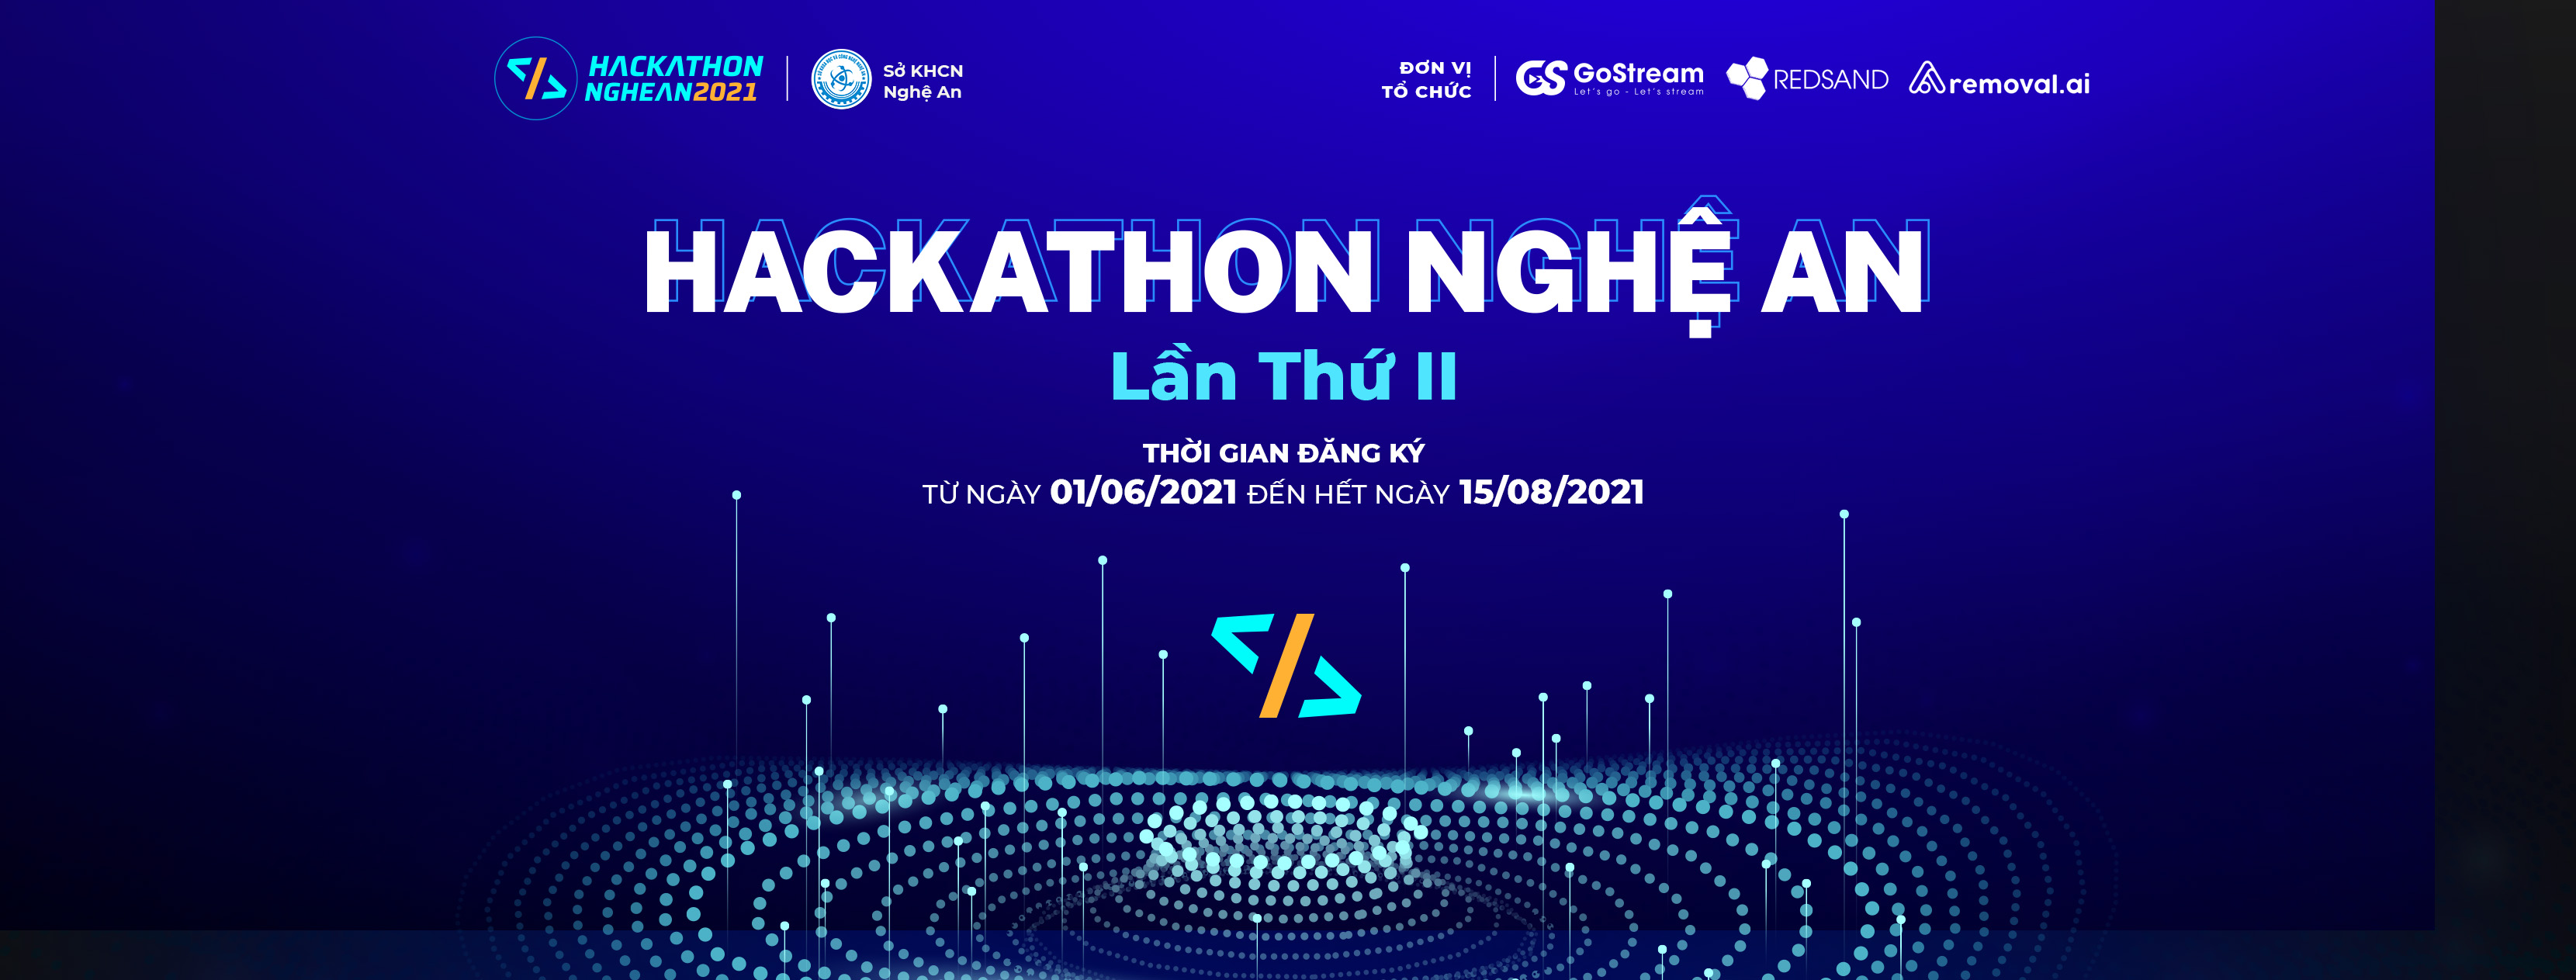 HACKATHON
NGHEAN2021
Sở KHCN
Nghệ An
ĐƠN VỊ
TỔ CHỨC
GS GoStream
Let's go - Let's stream
REDSAND
removal.ai
HACKATHON NGHỆ AN
Lần Thứ II
THỜI GIAN ĐĂNG KÝ
TỪ NGÀY 01/06/2021 ĐẾN HẾT NGÀY 15/08/2021